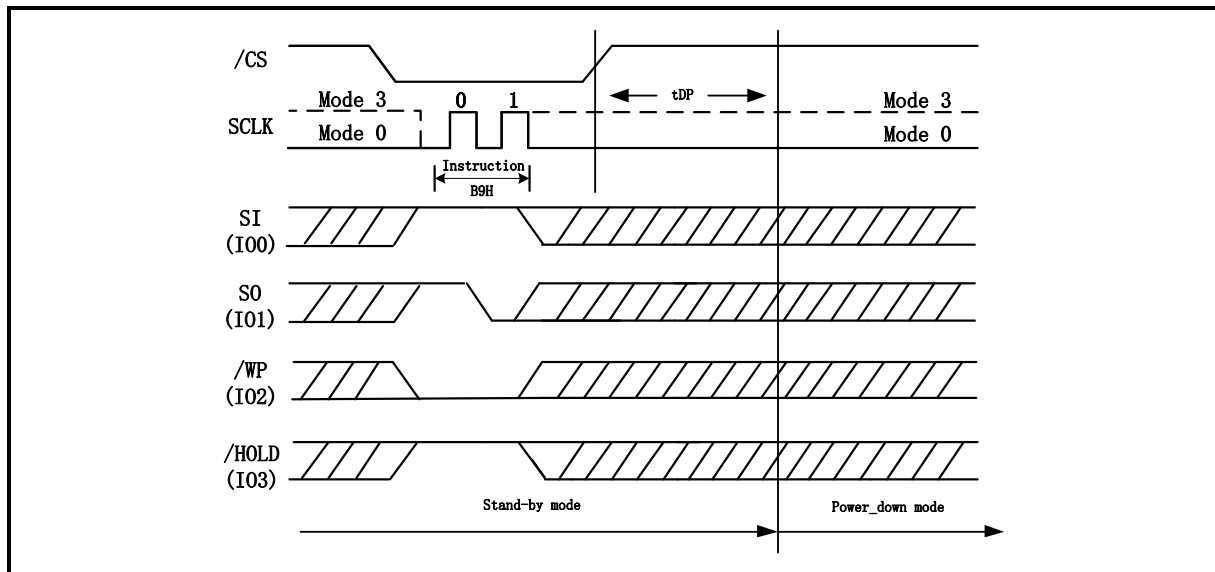 /CS
tDP
Mode 3 0 1 Mode 3
SCLK
Mode 0 Mode 0
Instruction
B9H
SI
(IO0)
SO
(IO1)
/WP
(IO2)
/HOLD
(IO3)
Stand-by mode Power_down mode